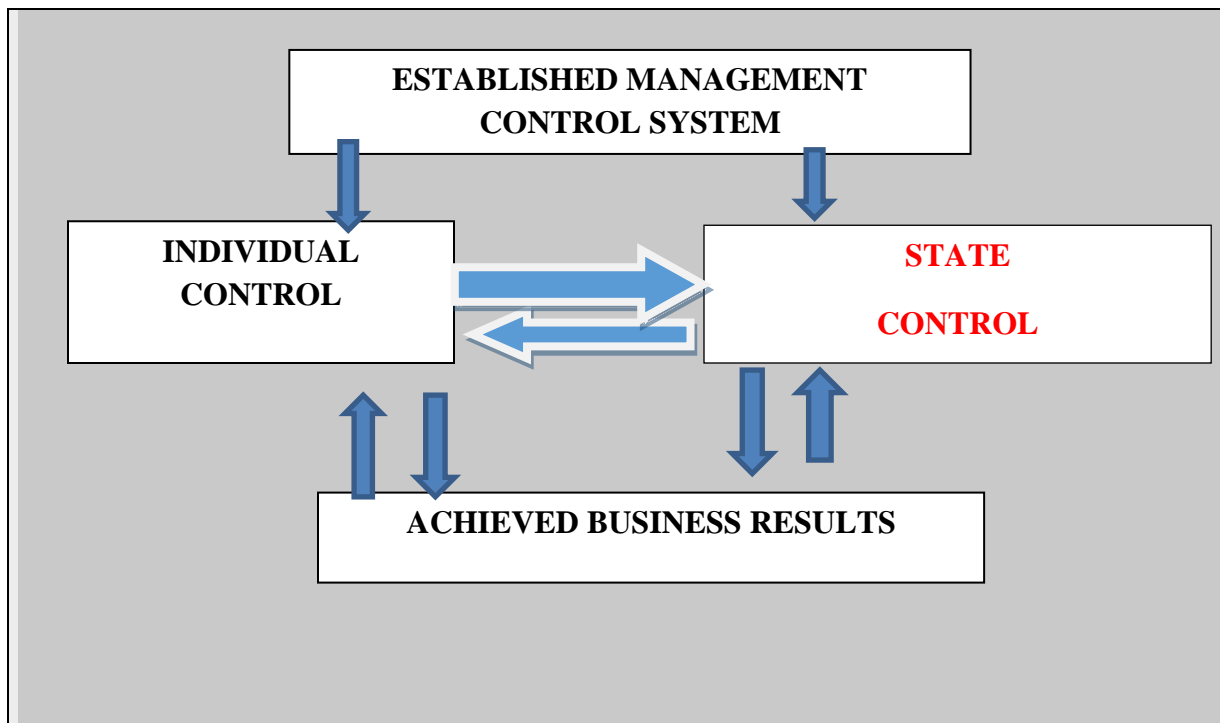 ESTABLISHED MANAGEMENT
CONTROL SYSTEM
INDIVIDUAL
CONTROL
STATE
CONTROL
ACHIEVED BUSINESS RESULTS